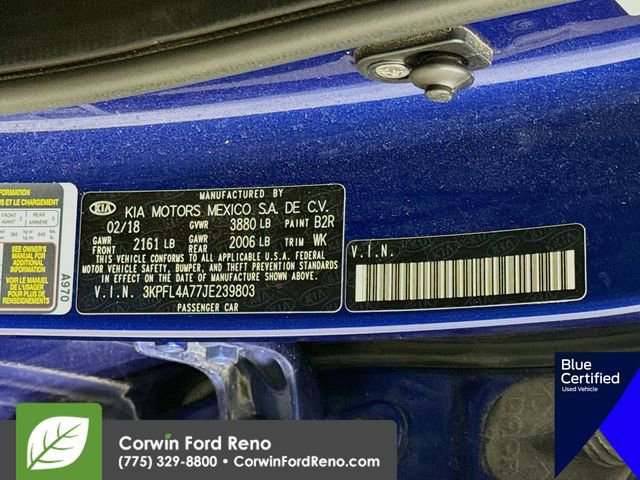 MANUFACTURED BY
KIA KIA MOTORS MEXICO S.A. DE C.V.
02/18 GVWR 3880 LB PAINT B2R
GAWR FRONT 2161 LB GAWR REAR 2006 LB TRIM WK
THIS VEHICLE CONFORMS TO ALL APPLICABLE U.S.A. FEDERAL
MOTOR VEHICLE SAFETY, BUMPER, AND THEFT PREVENTION STANDARDS
IN EFFECT ON THE DATE OF MANUFACTURE SHOWN ABOVE.
V.I.N. 3KPFL4A77JE239803
PASSENGER CAR
V.I.N.
INFORMATION
US ET LE CHARGEMENT
FRONT AVANT 2
REAR ARRIÈRE 3
SEE OWNER'S
MANUAL FOR
ADDITIONAL
INFORMATION
VOIR LE MANUEL
DE L'USAGER
POUR PLUS DE
RENSEIGNEMENTS
A970
Blue
Certified
Used Vehicle
Corwin Ford Reno
(775) 329-8800 • CorwinFordReno.com